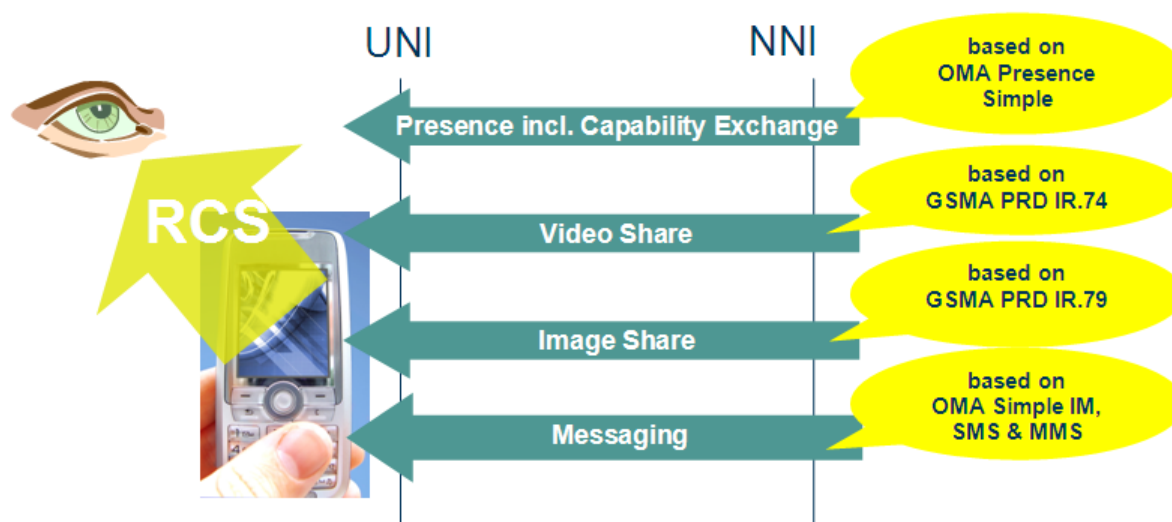 UNI
NNI
based on
OMA Presence
Simple
Presence incl. Capability Exchange
based on
GSMA PRD IR.74
RCS
Video Share
based on
GSMA PRD IR.79
Image Share
based on
OMA Simple IM,
SMS & MMS
Messaging